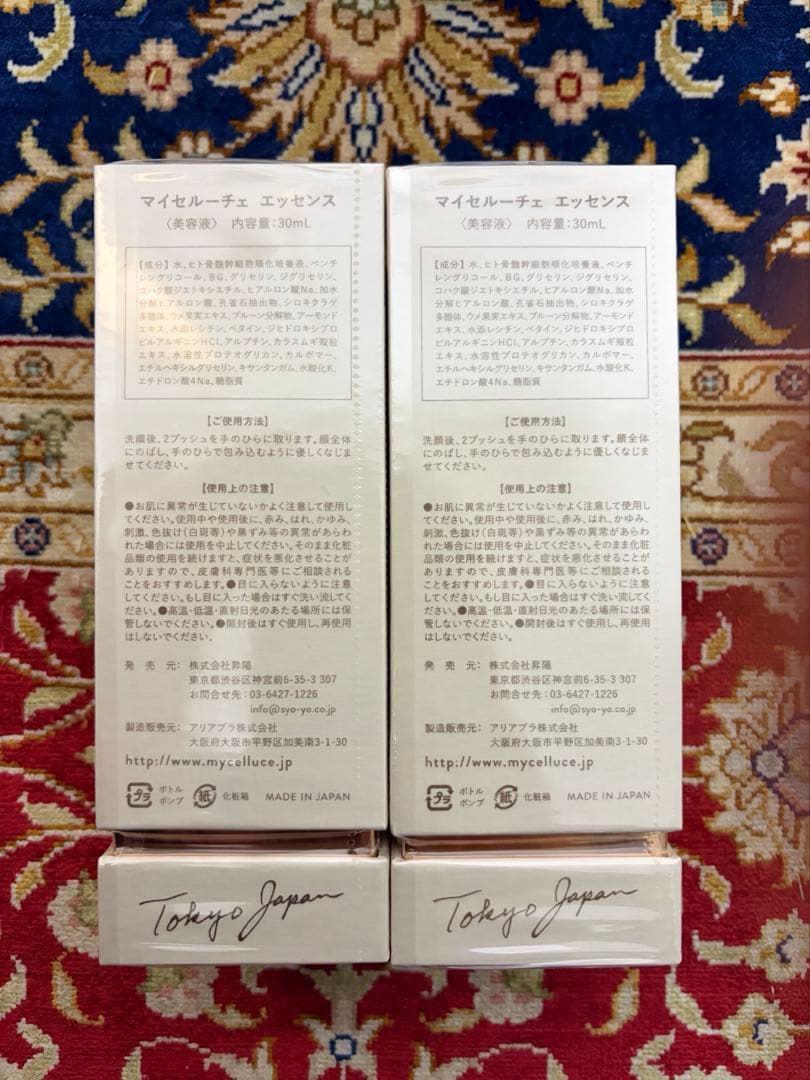 マイセルーチェ エッセンス
〈美容液〉 内容量：30mL
【成分】水、ヒト骨髄幹細胞順化培養液、ペンチ
レングリコール、BG、グリセリン、ジグリセリン、
コハク酸ジエトキシエチル、ヒアルロン酸Na、加水
分解ヒアルロン酸、孔雀石抽出物、シロキクラゲ
多糖体、ウメ果実エキス、プルーン分解物、アーモンド
エキス、水添レシチン、ベタイン、ジヒドロキシプロ
ピルアルギニンHCl、アルブチン、カラスムギ穀粒
エキス、水溶性プロテオグリカン、カルボマー、
エチルヘキシルグリセリン、キサンタンガム、水酸化K、
エチドロン酸4Na、糖脂質
【ご使用方法】
洗顔後、2プッシュを手のひらに取ります。顔全体
にのばし、手のひらで包み込むように優しくなじま
せてください。
【使用上の注意】
●お肌に異常が生じていないかよく注意して使用し
てください。使用中や使用後に、赤み、はれ、かゆみ、
刺激、色抜け(白斑等)や黒ずみ等の異常があらわ
れた場合には使用を中止してください。そのまま化粧
品類の使用を続けますと、症状を悪化させることが
ありますので、皮膚科専門医等にご相談される
ことをおすすめします。●目に入らないように注意
してください。もし目に入った場合はすぐ洗い流してく
ださい。●高温・低温・直射日光のあたる場所には保
管しないでください。●開封後はすぐ使用し、再使用
はしないでください。
発 売 元： 株式会社昇陽
東京都渋谷区神宮前6-35-3 307
お問合せ先：03-6427-1226
info@syo-yo.co.jp
製造販売元： アリアプラ株式会社
大阪府大阪市平野区加美南3-1-30
http://www.mycelluce.jp
プラ ボトル ポンプ 紙 化粧箱 MADE IN JAPAN
Tokyo Japan
マイセルーチェ エッセンス
〈美容液〉 内容量：30mL
【成分】水、ヒト骨髄幹細胞順化培養液、ペンチ
レングリコール、BG、グリセリン、ジグリセリン、
コハク酸ジエトキシエチル、ヒアルロン酸Na、加水
分解ヒアルロン酸、孔雀石抽出物、シロキクラゲ
多糖体、ウメ果実エキス、プルーン分解物、アーモンド
エキス、水添レシチン、ベタイン、ジヒドロキシプロ
ピルアルギニンHCl、アルブチン、カラスムギ穀粒
エキス、水溶性プロテオグリカン、カルボマー、
エチルヘキシルグリセリン、キサンタンガム、水酸化K、
エチドロン酸4Na、糖脂質
【ご使用方法】
洗顔後、2プッシュを手のひらに取ります。顔全体
にのばし、手のひらで包み込むように優しくなじま
せてください。
【使用上の注意】
●お肌に異常が生じていないかよく注意して使用し
てください。使用中や使用後に、赤み、はれ、かゆみ、
刺激、色抜け(白斑等)や黒ずみ等の異常があらわ
れた場合には使用を中止してください。そのまま化粧
品類の使用を続けますと、症状を悪化させることが
ありますので、皮膚科専門医等にご相談される
ことをおすすめします。●目に入らないように注意
してください。もし目に入った場合はすぐ洗い流してく
ださい。●高温・低温・直射日光のあたる場所には保
管しないでください。●開封後はすぐ使用し、再使用
はしないでください。
発 売 元： 株式会社昇陽
東京都渋谷区神宮前6-35-3 307
お問合せ先：03-6427-1226
info@syo-yo.co.jp
製造販売元： アリアプラ株式会社
大阪府大阪市平野区加美南3-1-30
http://www.mycelluce.jp
プラ ボトル ポンプ 紙 化粧箱 MADE IN JAPAN
Tokyo Japan